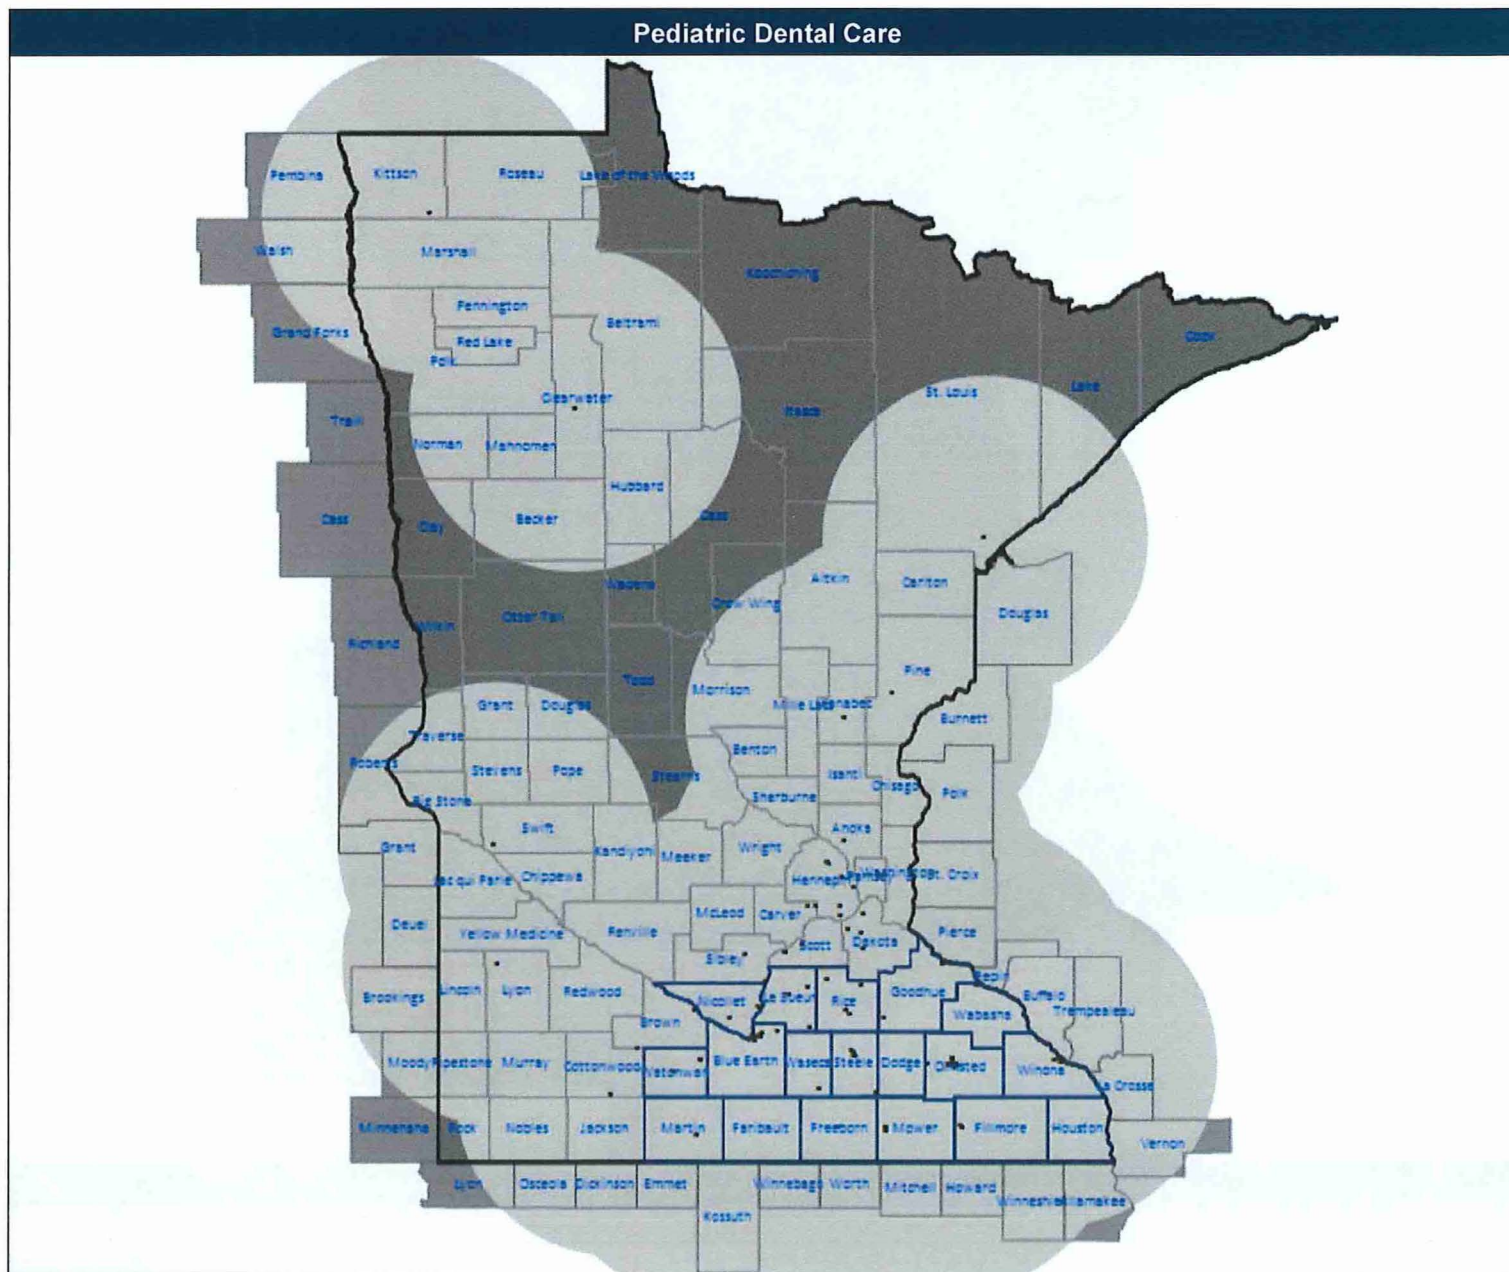 Pediatric Dental Care
Pembina
Kittson
Roseau
Lake of the Woods
Walsh
Marshall
Koochiching
Pennington
Grand Forks
Beltrami
Red Lake
Polk
Cook
Clearwater
St. Louis
Lake
Itasca
Traill
Norman
Mahnomen
Hubbard
Cass
Clay
Becker
Cass
Wadena
Aitkin
Carlton
Crow Wing
Otter Tail
Douglas
Wilkin
Richland
Pine
Todd
Morrison
Grant
Douglas
Mille Lacs
Kanabec
Burnett
Traverse
Benton
Roberts
Stevens
Pope
Stearns
Isanti
Chisago
Polk
Big Stone
Sherburne
Swift
Anoka
Grant
Kandiyohi
Meeker
Wright
Lac qui Parle
Chippewa
Hennepin
Ramsey
Washington
St. Croix
McLeod
Carver
Deuel
Yellow Medicine
Renville
Scott
Dakota
Pierce
Sibley
Pepin
Brookings
Lincoln
Lyon
Redwood
Nicollet
Le Sueur
Rice
Goodhue
Buffalo
Trempealeau
Wabasha
Brown
Moody
Pipestone
Murray
Cottonwood
Watonwan
Blue Earth
Waseca
Steele
Dodge
Olmsted
Winona
La Crosse
Minnehaha
Rock
Nobles
Jackson
Martin
Faribault
Freeborn
Mower
Fillmore
Houston
Vernon
Lyon
Osceola
Dickinson
Emmet
Kossuth
Winnebago
Worth
Mitchell
Howard
Winneshiek
Allamakee